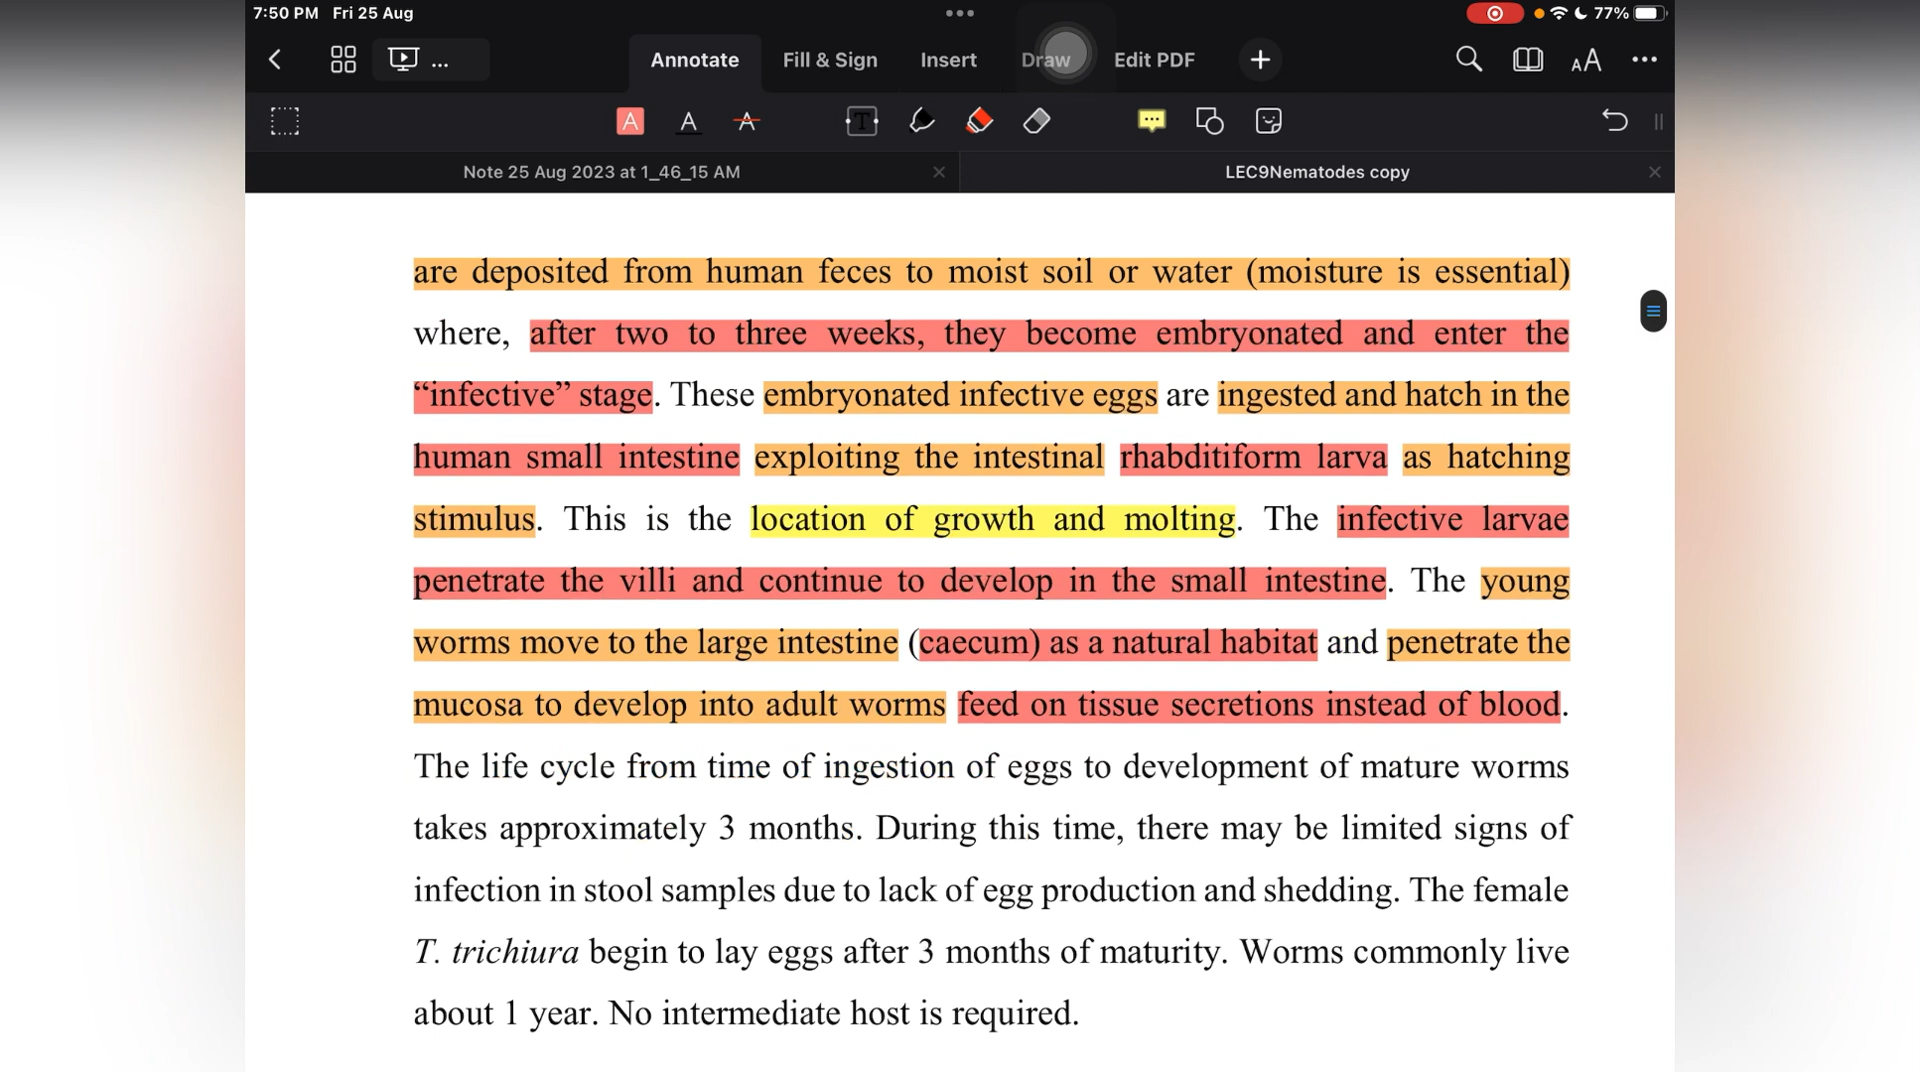 7:50 PM Fri 25 Aug
77%
...
Annotate
Fill & Sign
Insert
Draw
Edit PDF
AA
A A A T
Note 25 Aug 2023 at 1_46_15 AM
LEC9Nematodes copy
are deposited from human feces to moist soil or water (moisture is essential)
where, after two to three weeks, they become embryonated and enter the
“infective” stage. These embryonated infective eggs are ingested and hatch in the
human small intestine exploiting the intestinal rhabditiform larva as hatching
stimulus. This is the location of growth and molting. The infective larvae
penetrate the villi and continue to develop in the small intestine. The young
worms move to the large intestine (caecum) as a natural habitat and penetrate the
mucosa to develop into adult worms feed on tissue secretions instead of blood.
The life cycle from time of ingestion of eggs to development of mature worms
takes approximately 3 months. During this time, there may be limited signs of
infection in stool samples due to lack of egg production and shedding. The female
T. trichiura begin to lay eggs after 3 months of maturity. Worms commonly live
about 1 year. No intermediate host is required.